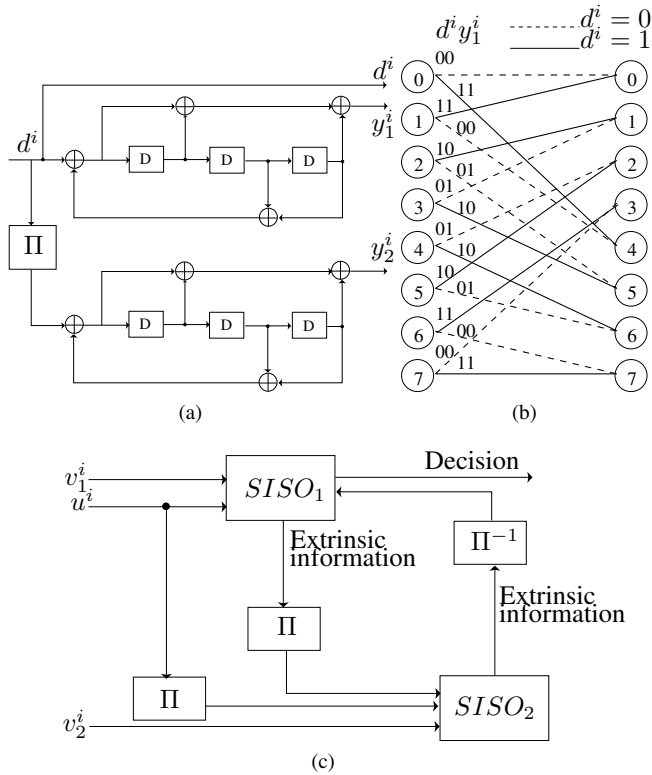 d^i
d^i
y_1^i
D
D
D
Π
y_2^i
D
D
D
(a)
d^i y_1^i
d^i = 0
d^i = 1
00
0
0
11
11
1
1
00
10
2
2
01
01
3
3
10
01
4
4
10
10
5
5
01
11
6
6
00
00
7
7
11
(b)
v_1^i
u^i
SISO_1
Decision
Extrinsic
information
Π^{-1}
Π
Extrinsic
information
Π
SISO_2
v_2^i
(c)